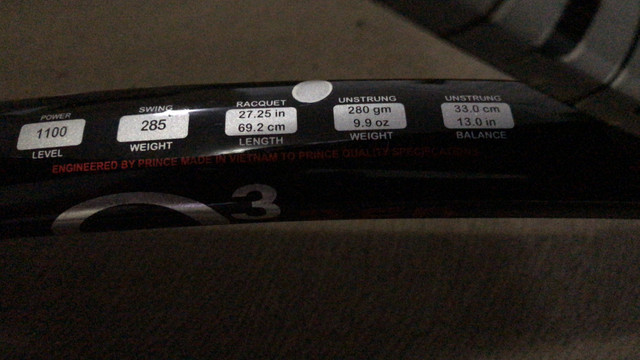 POWER
1100
LEVEL
SWING
285
WEIGHT
RACQUET
27.25 in
69.2 cm
LENGTH
UNSTRUNG
280 gm
9.9 oz
WEIGHT
UNSTRUNG
33.0 cm
13.0 in
BALANCE
ENGINEERED BY PRINCE MADE IN VIETNAM TO PRINCE QUALITY SPECIFICATIONS
O3